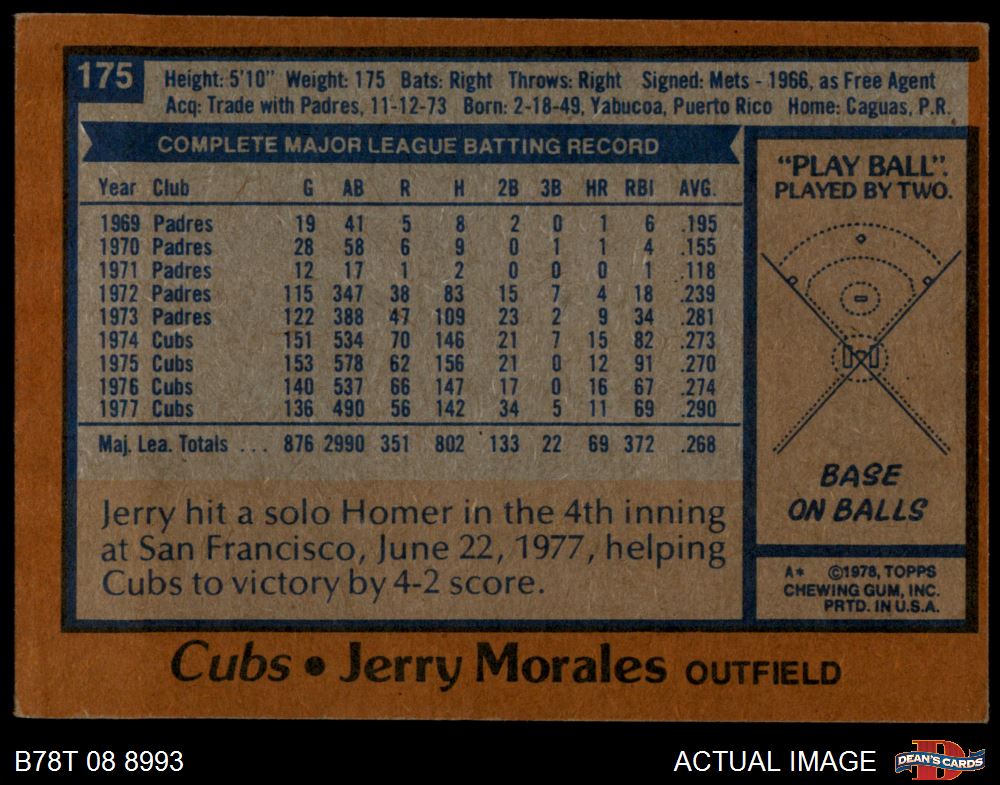 175
Height: 5'10" Weight: 175 Bats: Right Throws: Right Signed: Mets - 1966, as Free Agent
Acq: Trade with Padres, 11-12-73 Born: 2-18-49, Yabucoa, Puerto Rico Home: Caguas, P.R.
COMPLETE MAJOR LEAGUE BATTING RECORD
Year Club G AB R H 2B 3B HR RBI AVG.
1969 Padres 19 41 5 8 2 0 1 6 .195
1970 Padres 28 58 6 9 0 1 1 4 .155
1971 Padres 12 17 1 2 0 0 0 1 .118
1972 Padres 115 347 38 83 15 7 4 18 .239
1973 Padres 122 388 47 109 23 2 9 34 .281
1974 Cubs 151 534 70 146 21 7 15 82 .273
1975 Cubs 153 578 62 156 21 0 12 91 .270
1976 Cubs 140 537 66 147 17 0 16 67 .274
1977 Cubs 136 490 56 142 34 5 11 69 .290
Maj. Lea. Totals ... 876 2990 351 802 133 22 69 372 .268
Jerry hit a solo Homer in the 4th inning
at San Francisco, June 22, 1977, helping
Cubs to victory by 4-2 score.
"PLAY BALL".
PLAYED BY TWO.
BASE
ON BALLS
A* ©1978, TOPPS
CHEWING GUM, INC.
PRTD. IN U.S.A.
Cubs • Jerry Morales OUTFIELD
B78T 08 8993
ACTUAL IMAGE
D
DEAN'S CARDS